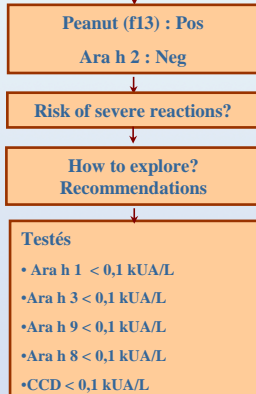 Peanut (f13) : Pos
Ara h 2 : Neg
Risk of severe reactions?
How to explore?
Recommendations
Testés
• Ara h 1 < 0,1 kUA/L
•Ara h 3 < 0,1 kUA/L
•Ara h 9 < 0,1 kUA/L
•Ara h 8 < 0,1 kUA/L
•CCD < 0,1 kUA/L